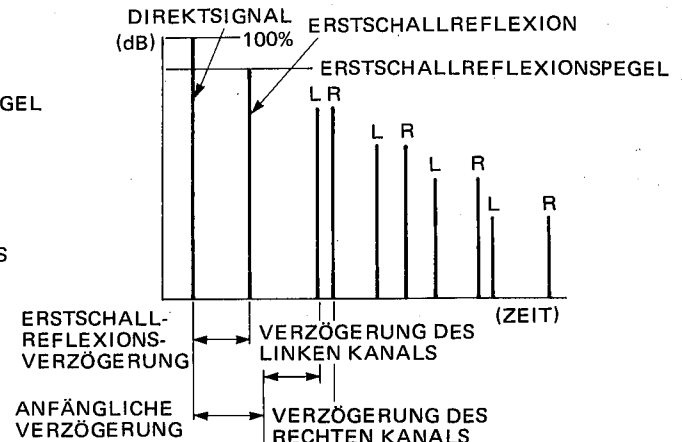 DIREKTSIGNAL
(dB)
100%
ERSTSCHALLREFLEXION
ERSTSCHALLREFLEXIONSPEGEL
GEL
L R
L R
L R
L R
S
(ZEIT)
ERSTSCHALL-
REFLEXIONS-
VERZÖGERUNG
VERZÖGERUNG DES
LINKEN KANALS
ANFÄNGLICHE
VERZÖGERUNG
VERZÖGERUNG DES
RECHTEN KANALS